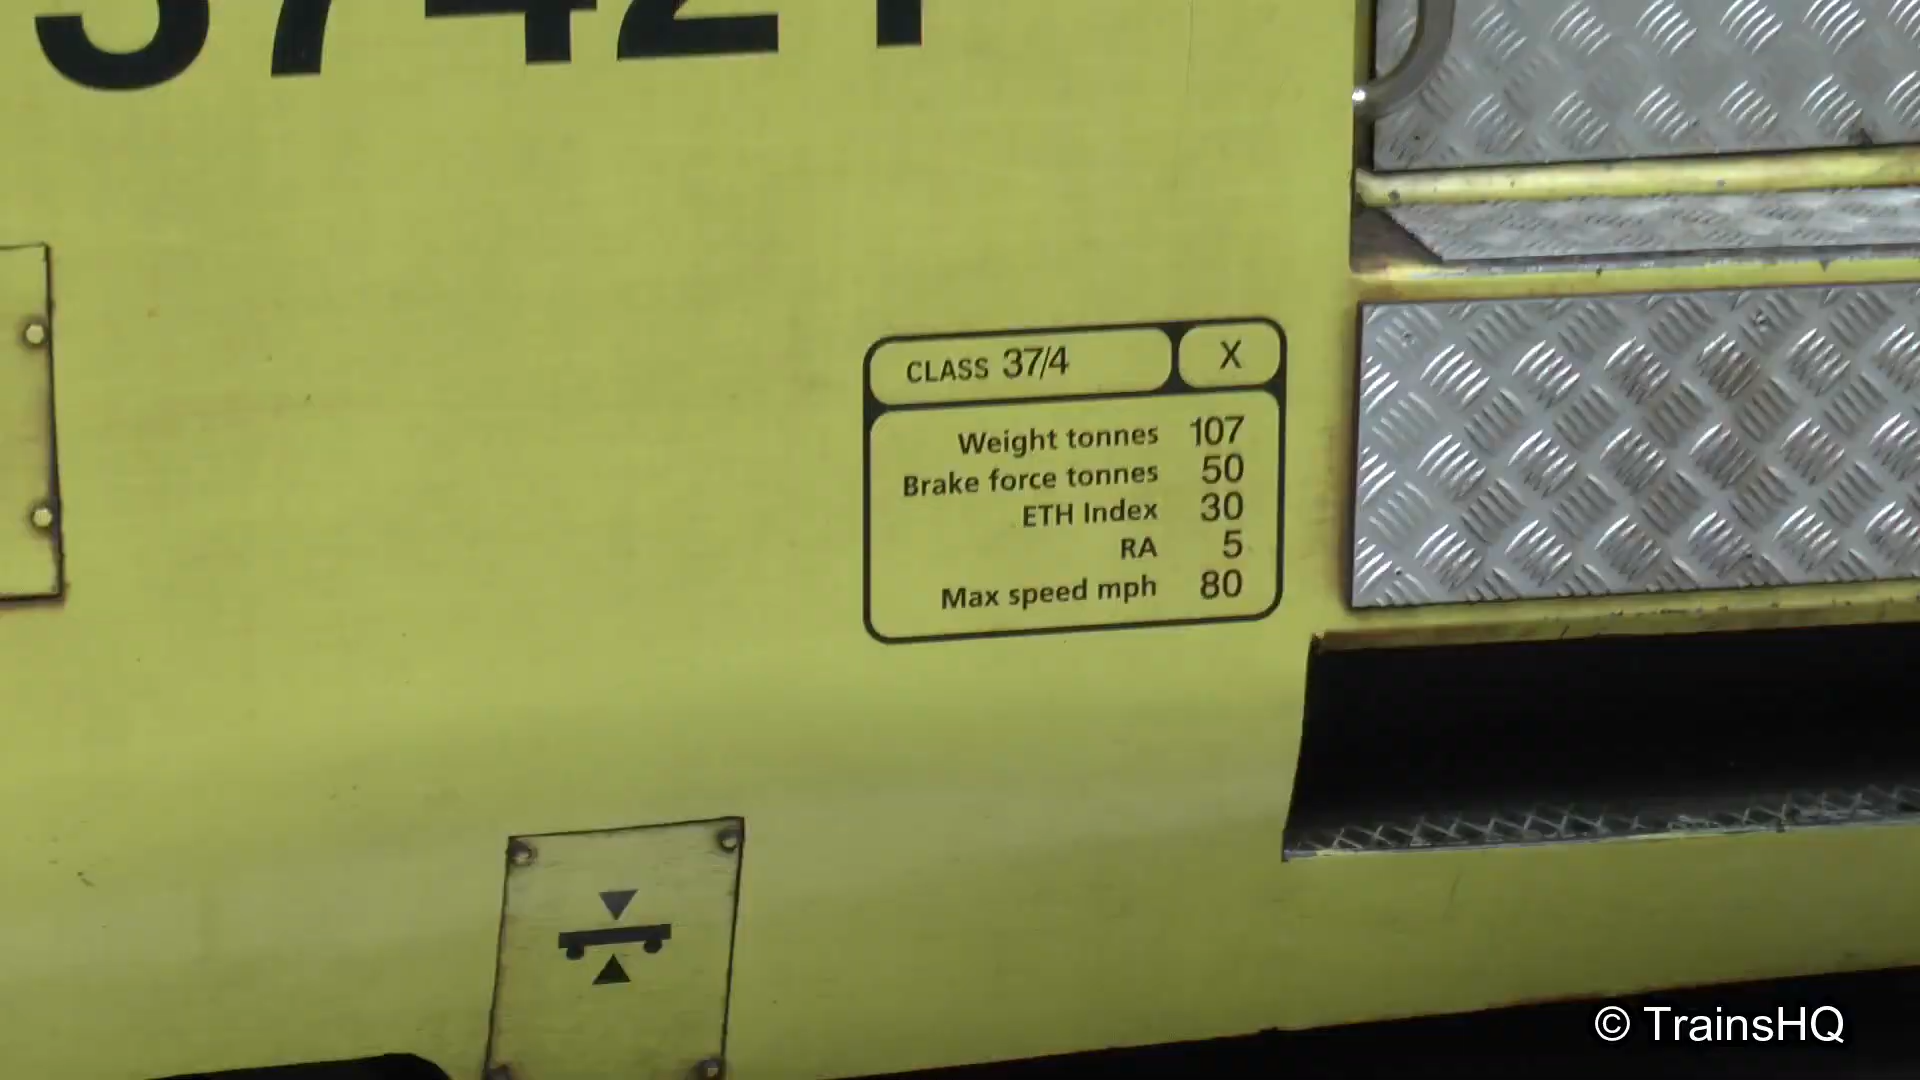 37421
CLASS 37/4 X
Weight tonnes 107
Brake force tonnes 50
ETH Index 30
RA 5
Max speed mph 80
© TrainsHQ